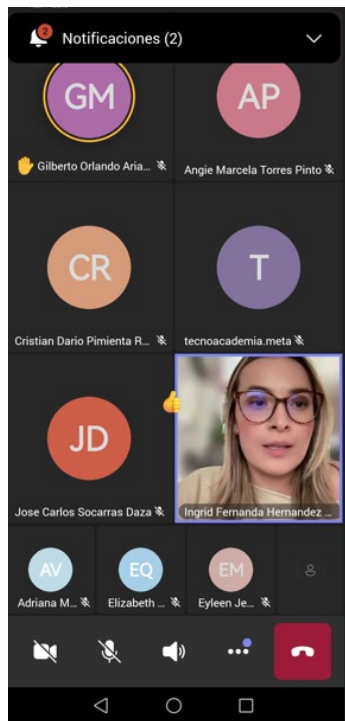 2
Notificaciones (2)
GM
AP
Gilberto Orlando Aria...
Angie Marcela Torres Pinto
CR
T
Cristian Dario Pimienta R...
tecnoacademia.meta
JD
Jose Carlos Socarras Daza
Ingrid Fernanda Hernandez ...
AV
EQ
EM
Adriana M...
Elizabeth ...
Eyleen Je...